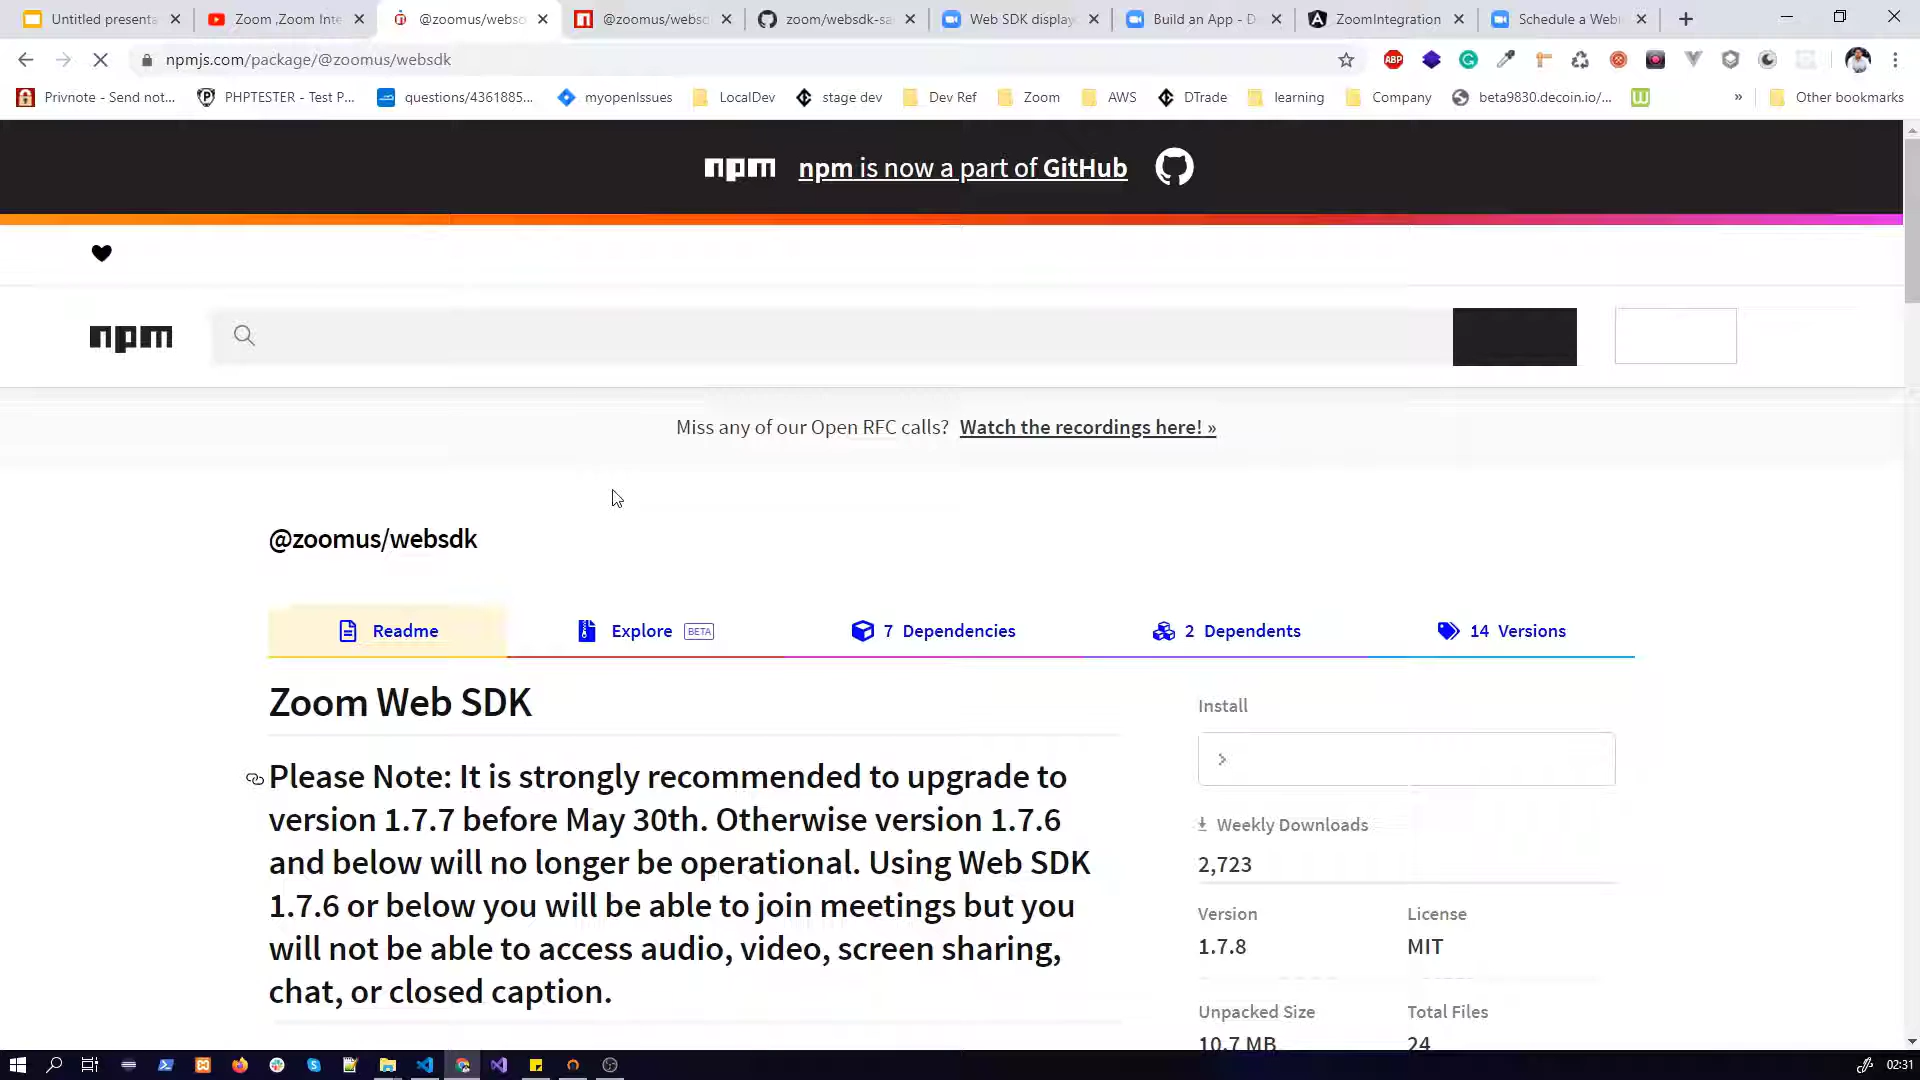 Untitled presenta
Zoom ,Zoom Inte
@zoomus/webso
@zoomus/websd
zoom/websdk-sa
Web SDK display
Build an App - D
ZoomIntegration
Schedule a Webi
npmjs.com/package/@zoomus/websdk
ABP
Privnote - Send not...
PHPTESTER - Test P...
questions/4361885...
myopenIssues
LocalDev
stage dev
Dev Ref
Zoom
AWS
DTrade
learning
Company
beta9830.decoin.io/...
»
Other bookmarks
npm npm is now a part of GitHub
npm
Miss any of our Open RFC calls? Watch the recordings here! »
@zoomus/websdk
Readme
Explore BETA
7 Dependencies
2 Dependents
14 Versions
Zoom Web SDK
Please Note: It is strongly recommended to upgrade to
version 1.7.7 before May 30th. Otherwise version 1.7.6
and below will no longer be operational. Using Web SDK
1.7.6 or below you will be able to join meetings but you
will not be able to access audio, video, screen sharing,
chat, or closed caption.
Install
>
Weekly Downloads
2,723
Version License
1.7.8 MIT
Unpacked Size Total Files
10.7 MB 24
02:31